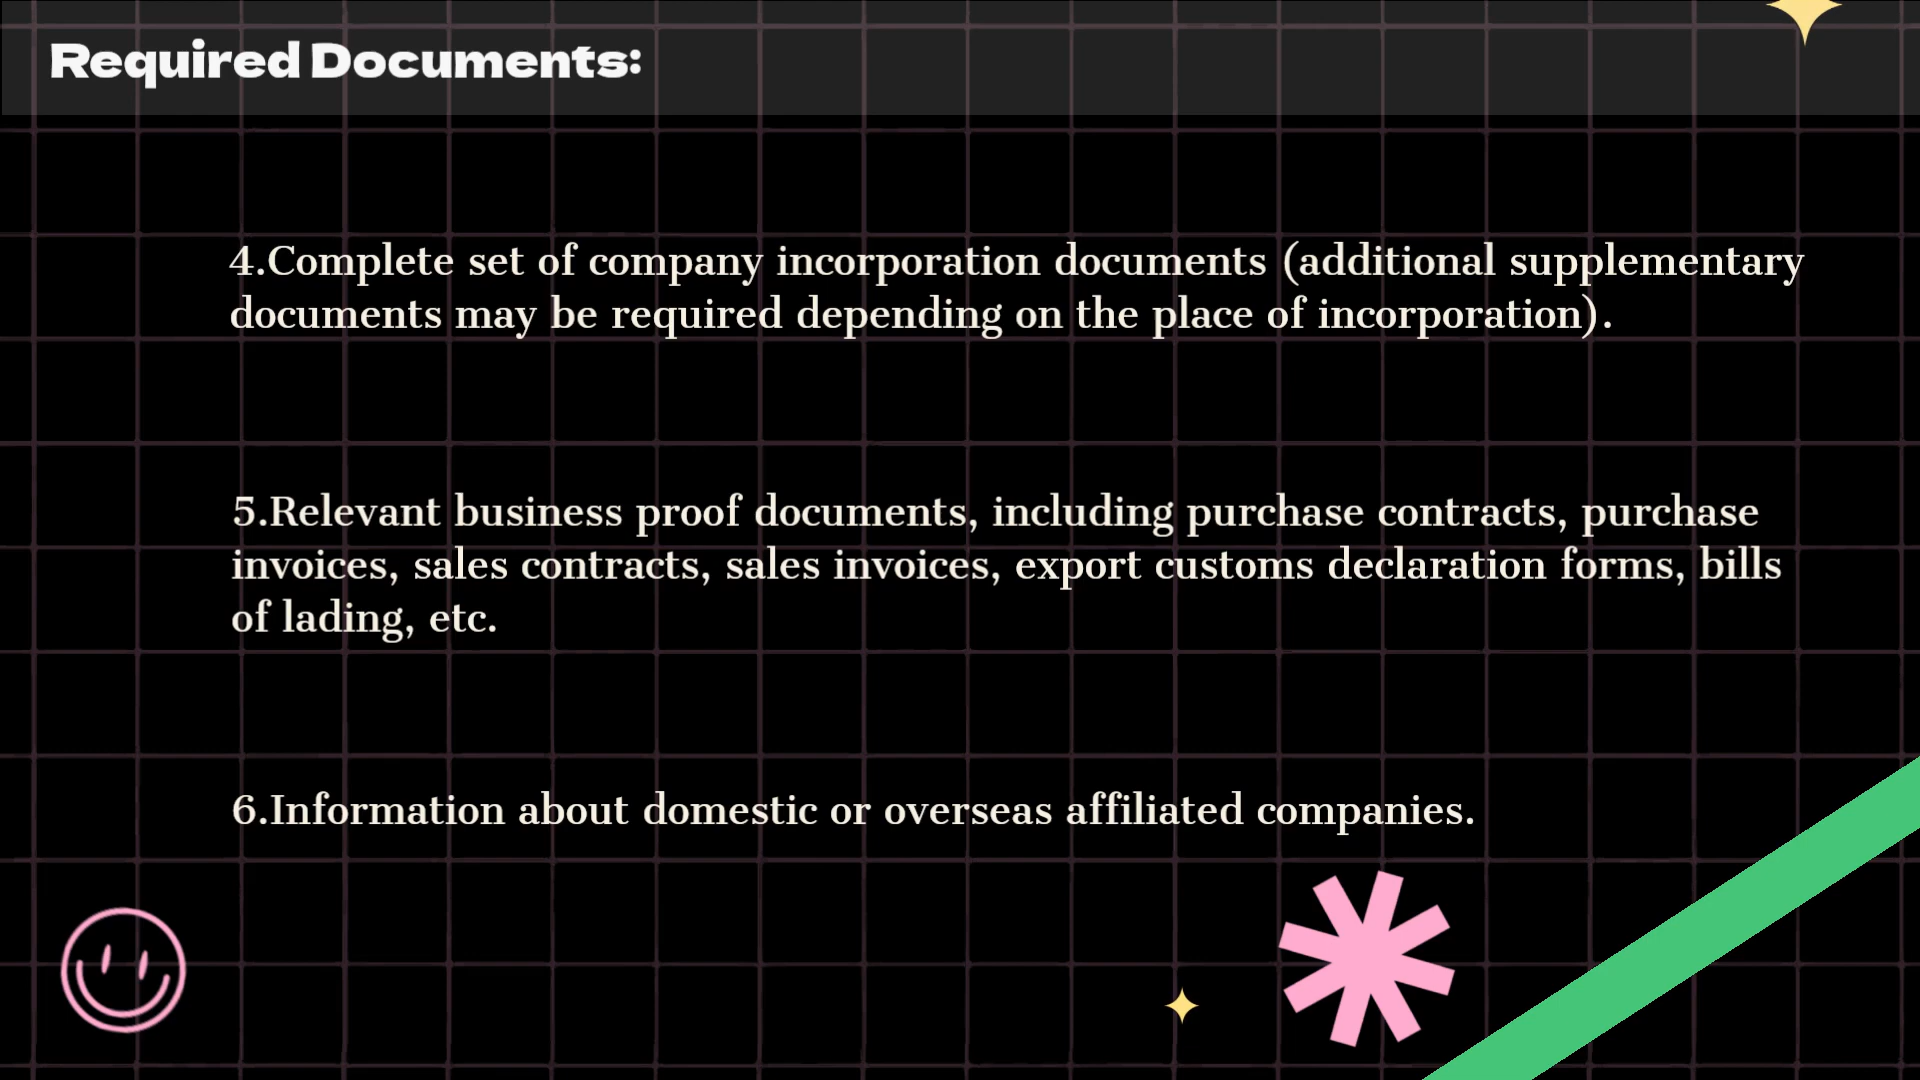 Required Documents:
4.Complete set of company incorporation documents (additional supplementary
documents may be required depending on the place of incorporation).
5.Relevant business proof documents, including purchase contracts, purchase
invoices, sales contracts, sales invoices, export customs declaration forms, bills
of lading, etc.
6.Information about domestic or overseas affiliated companies.